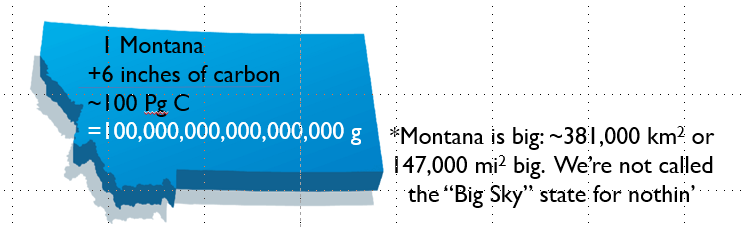 1 Montana
+6 inches of carbon
~100 Pg C
=100,000,000,000,000,000 g
*Montana is big: ~381,000 km² or
147,000 mi² big. We’re not called
the “Big Sky” state for nothin’